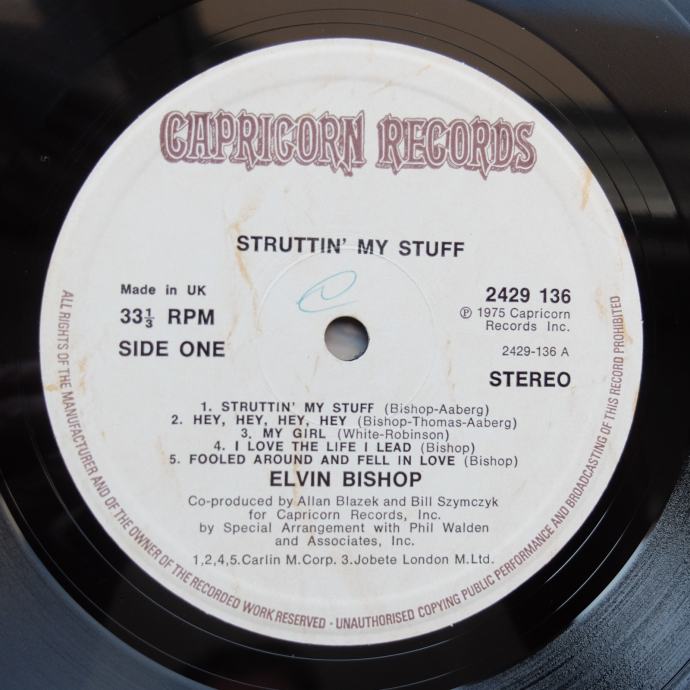 CAPRICORN RECORDS
STRUTTIN' MY STUFF
Made in UK
33⅓ RPM
SIDE ONE
2429 136
℗ 1975 Capricorn
Records Inc.
2429-136 A
STEREO
1. STRUTTIN' MY STUFF (Bishop-Aaberg)
2. HEY, HEY, HEY, HEY (Bishop-Thomas-Aaberg)
3. MY GIRL (White-Robinson)
4. I LOVE THE LIFE I LEAD (Bishop)
5. FOOLED AROUND AND FELL IN LOVE (Bishop)
ELVIN BISHOP
Co-produced by Allan Blazek and Bill Szymczyk
for Capricorn Records, Inc.
by Special Arrangement with Phil Walden
and Associates, Inc.
1,2,4,5.Carlin M.Corp. 3.Jobete London M.Ltd.
ALL RIGHTS OF THE MANUFACTURER AND OF THE OWNER OF THE RECORDED WORK RESERVED - UNAUTHORISED COPYING PUBLIC PERFORMANCE AND BROADCASTING OF THIS RECORD PROHIBITED